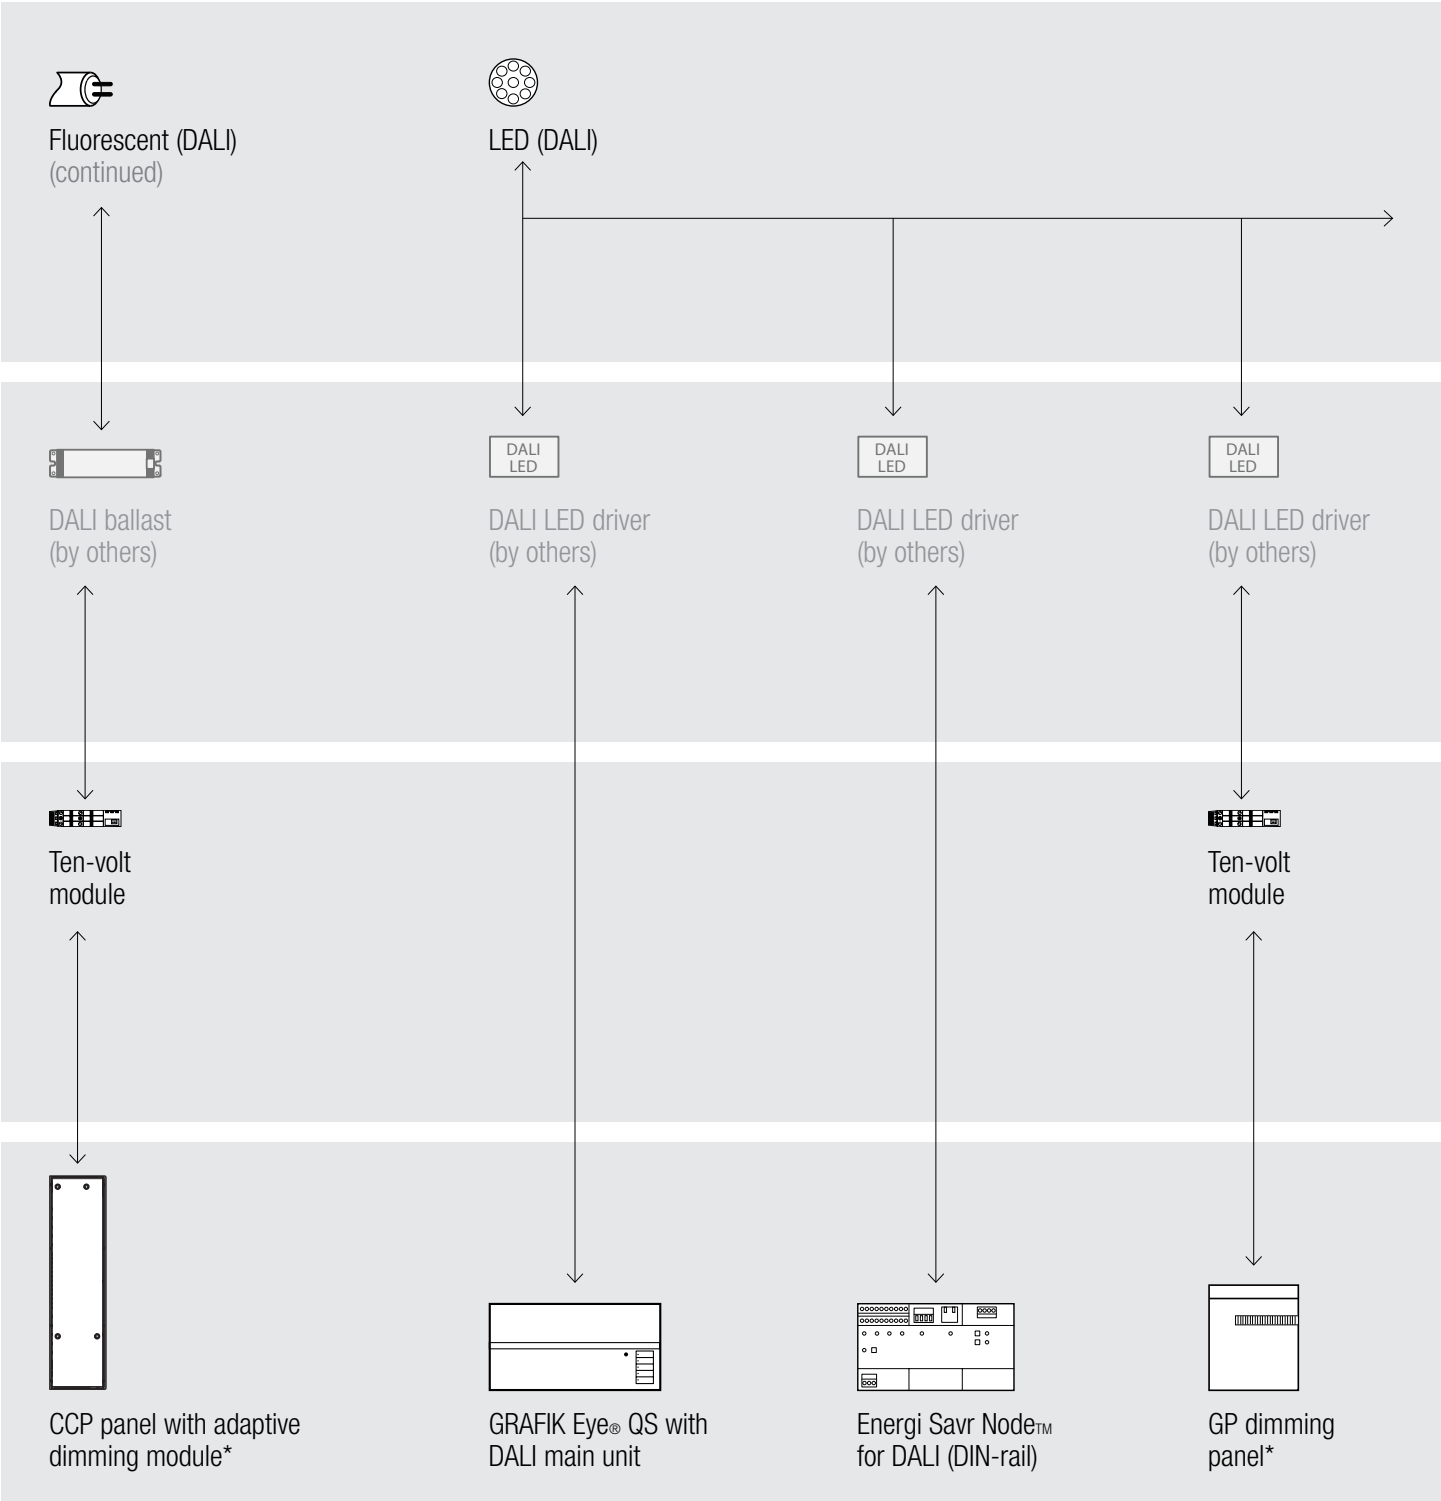 Fluorescent (DALI)
(continued)
LED (DALI)
DALI
LED
DALI
LED
DALI
LED
DALI ballast
(by others)
DALI LED driver
(by others)
DALI LED driver
(by others)
DALI LED driver
(by others)
Ten-volt
module
Ten-volt
module
CCP panel with adaptive
dimming module*
GRAFIK Eye® QS with
DALI main unit
Energi Savr Node™
for DALI (DIN-rail)
GP dimming
panel*